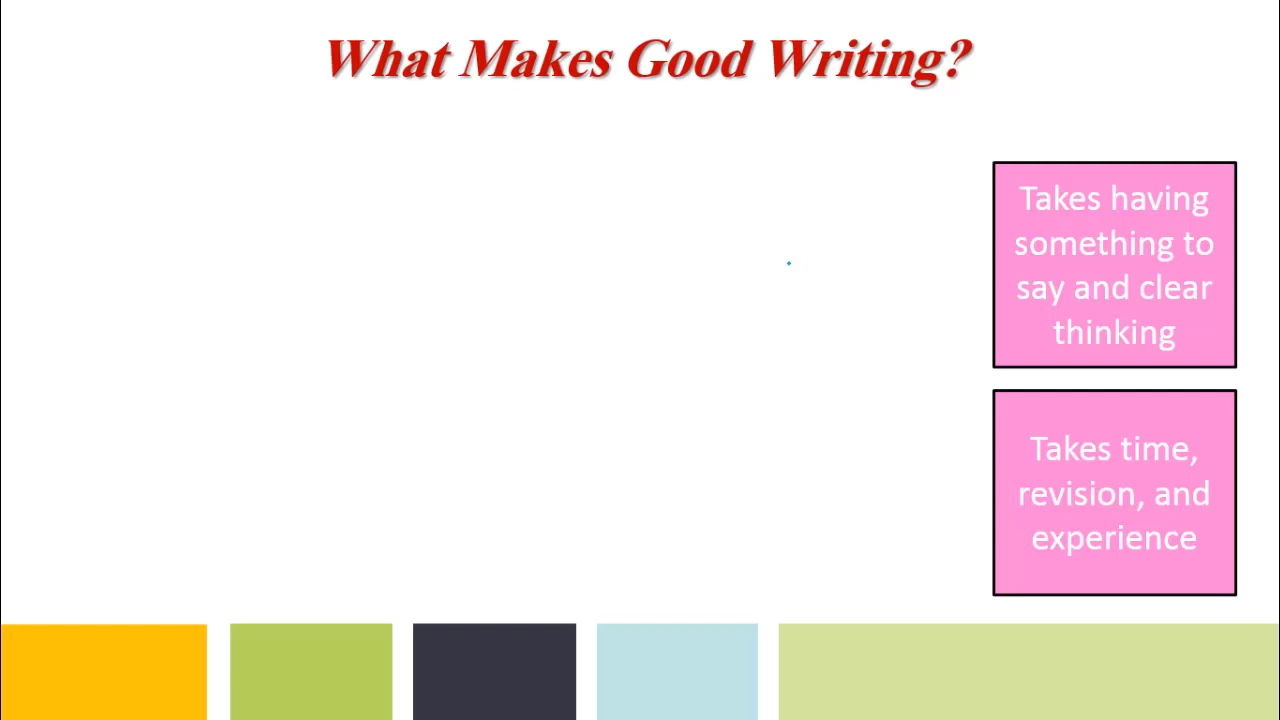 What Makes Good Writing?
Takes having
something to
say and clear
thinking
Takes time,
revision, and
experience